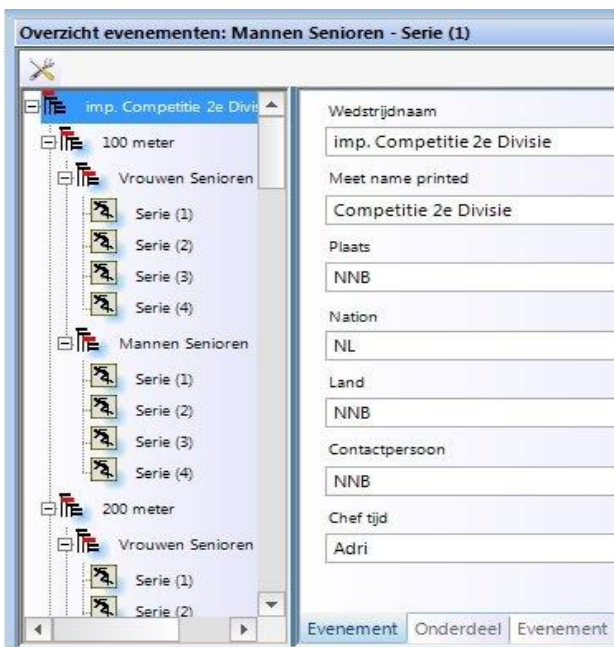 Overzicht evenementen: Mannen Senioren - Serie (1)
imp. Competitie 2e Divis
100 meter
Vrouwen Senioren
Serie (1)
Serie (2)
Serie (3)
Serie (4)
Mannen Senioren
Serie (1)
Serie (2)
Serie (3)
Serie (4)
200 meter
Vrouwen Senioren
Serie (1)
Serie (2)
Wedstrijdnaam
imp. Competitie 2e Divisie
Meet name printed
Competitie 2e Divisie
Plaats
NNB
Nation
NL
Land
NNB
Contactpersoon
NNB
Chef tijd
Adri
Evenement Onderdeel Evenement